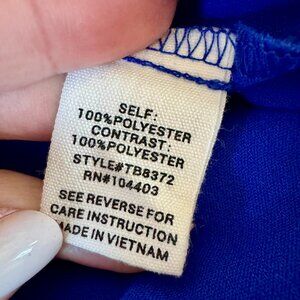 SELF:
100%POLYESTER
CONTRAST:
100%POLYESTER
STYLE#TB8372
RN#104403
SEE REVERSE FOR
CARE INSTRUCTION
MADE IN VIETNAM